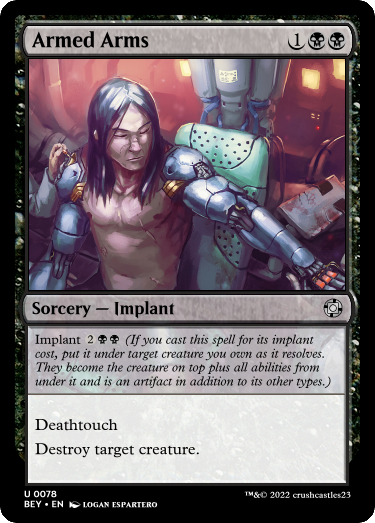 Armed Arms 1
Sorcery — Implant
Implant 2 (If you cast this spell for its implant
cost, put it under target creature you own as it resolves.
They become the creature on top plus all abilities from
under it and is an artifact in addition to its other types.)
Deathtouch
Destroy target creature.
U 0078
BEY • EN LOGAN ESPARTERO
™&© 2022 crushcastles23